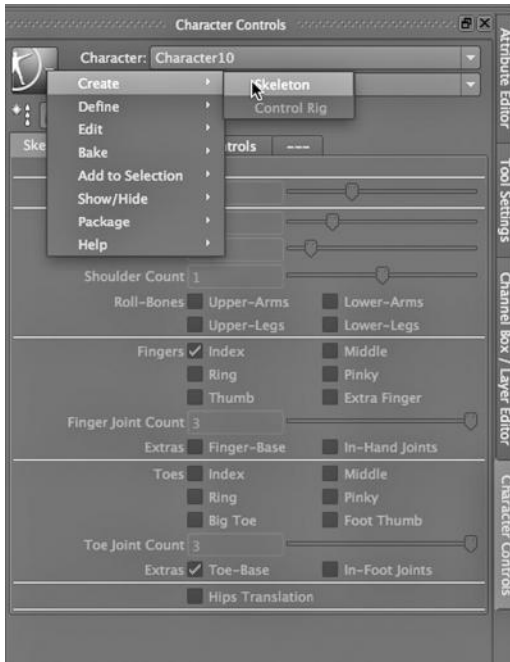 Character Controls
Character: Character10
Create
Skeleton
Define
Control Rig
Edit
Ske
trols
---
Bake
Add to Selection
Show/Hide
Package
Help
Shoulder Count 1
Roll-Bones Upper-Arms Lower-Arms
Upper-Legs Lower-Legs
Fingers Index Middle
Ring Pinky
Thumb Extra Finger
Finger Joint Count 3
Extras Finger-Base In-Hand Joints
Toes Index Middle
Ring Pinky
Big Toe Foot Thumb
Toe Joint Count 3
Extras Toe-Base In-Foot Joints
Hips Translation
Attribute Editor
Tool Settings
Channel Box / Layer Editor
Character Controls